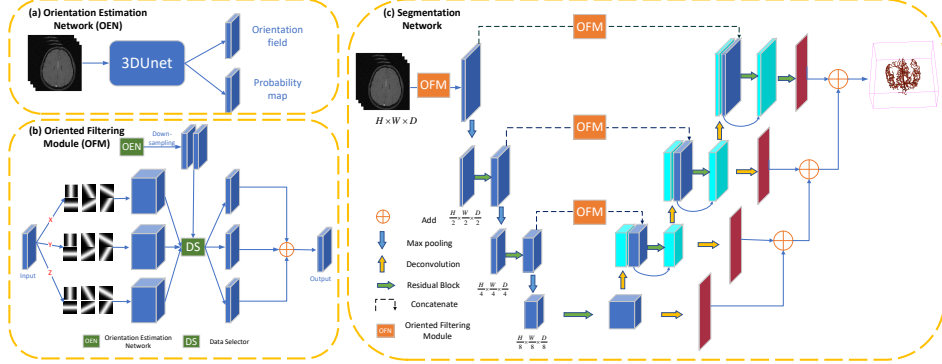 (a) Orientation Estimation
Network (OEN)
3DUnet
Orientation
field
Probability
map
(b) Oriented Filtering
Module (OFM)
OEN
Down-
sampling
X
Y
Z
DS
Input
Output
OEN
Orientation Estimation
Network
DS
Data Selector
(c) Segmentation
Network
OFM
OFM
H×W×D
OFM
OFM
Add
H/2 × W/2 × D/2
Max pooling
Deconvolution
Residual Block
H/4 × W/4 × D/4
Concatenate
OFN
Oriented Filtering
Module
H/8 × W/8 × D/8